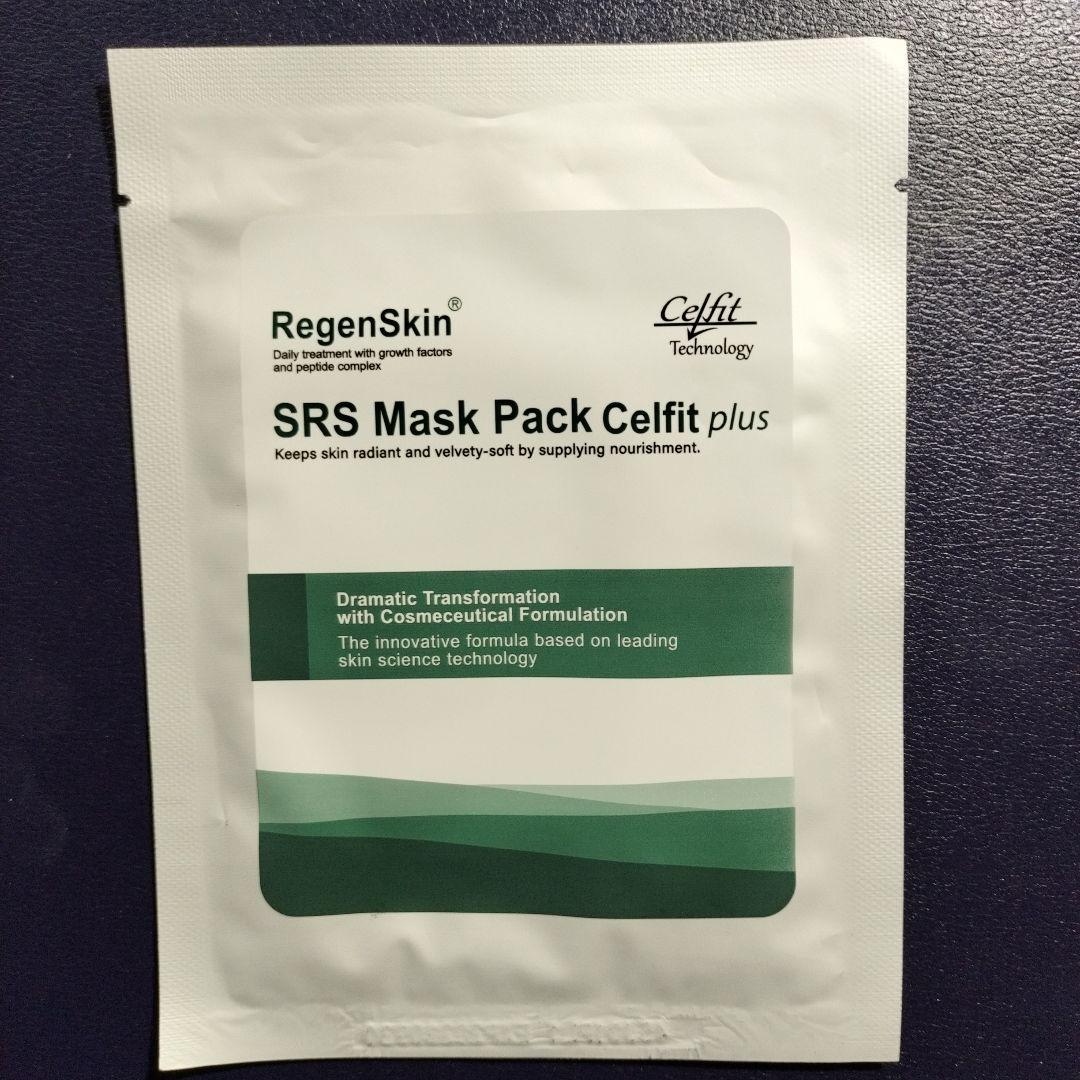 RegenSkin®
Daily treatment with growth factors
and peptide complex
Celfit
Technology
SRS Mask Pack Celfit plus
Keeps skin radiant and velvety-soft by supplying nourishment.
Dramatic Transformation
with Cosmeceutical Formulation
The innovative formula based on leading
skin science technology